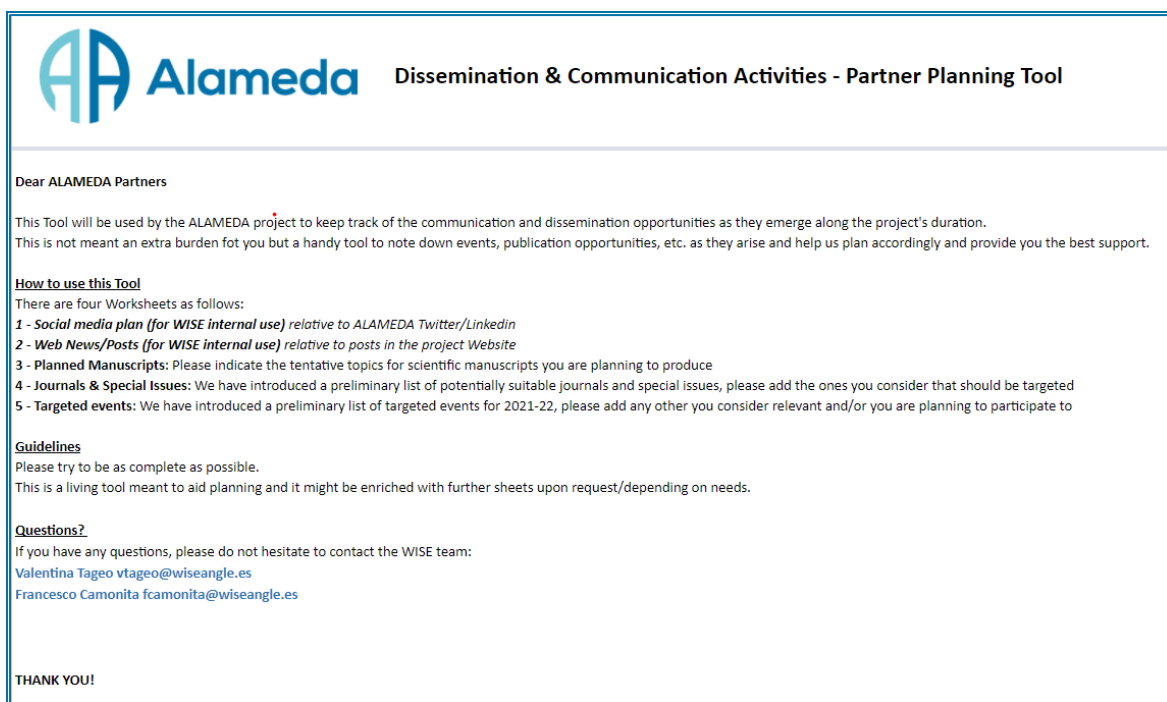 Alameda
Dissemination & Communication Activities - Partner Planning Tool
Dear ALAMEDA Partners
This Tool will be used by the ALAMEDA project to keep track of the communication and dissemination opportunities as they emerge along the project's duration.
This is not meant an extra burden fot you but a handy tool to note down events, publication opportunities, etc. as they arise and help us plan accordingly and provide you the best support.
How to use this Tool
There are four Worksheets as follows:
1 - Social media plan (for WISE internal use) relative to ALAMEDA Twitter/Linkedin
2 - Web News/Posts (for WISE internal use) relative to posts in the project Website
3 - Planned Manuscripts: Please indicate the tentative topics for scientific manuscripts you are planning to produce
4 - Journals & Special Issues: We have introduced a preliminary list of potentially suitable journals and special issues, please add the ones you consider that should be targeted
5 - Targeted events: We have introduced a preliminary list of targeted events for 2021-22, please add any other you consider relevant and/or you are planning to participate to
Guidelines
Please try to be as complete as possible.
This is a living tool meant to aid planning and it might be enriched with further sheets upon request/depending on needs.
Questions?
If you have any questions, please do not hesitate to contact the WISE team:
Valentina Tageo vtageo@wiseangle.es
Francesco Camonita fcamonita@wiseangle.es
THANK YOU!